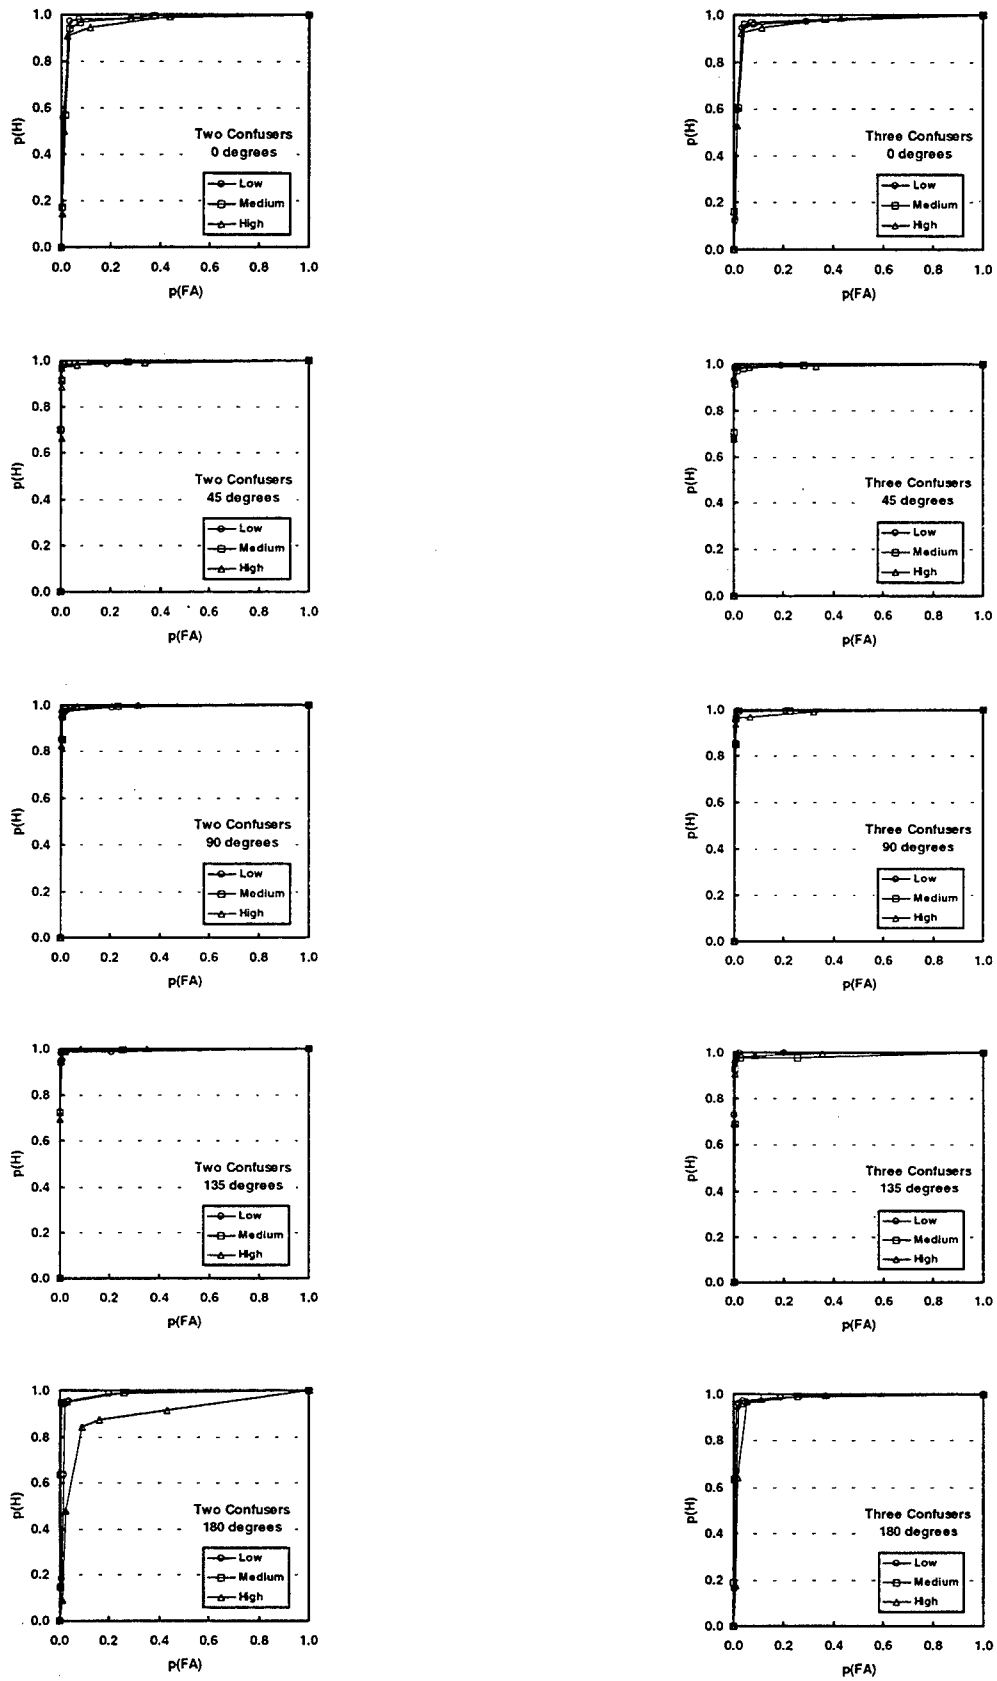 1.0
0.8
0.6
0.4
0.2
0.0
p(H)
Two Confusers
0 degrees
Low
Medium
High
0.0 0.2 0.4 0.6 0.8 1.0
p(FA)
1.0
0.8
0.6
0.4
0.2
0.0
p(H)
Three Confusers
0 degrees
Low
Medium
High
0.0 0.2 0.4 0.6 0.8 1.0
p(FA)
1.0
0.8
0.6
0.4
0.2
0.0
p(H)
Two Confusers
45 degrees
Low
Medium
High
0.0 0.2 0.4 0.6 0.8 1.0
p(FA)
1.0
0.8
0.6
0.4
0.2
0.0
p(H)
Three Confusers
45 degrees
Low
Medium
High
0.0 0.2 0.4 0.6 0.8 1.0
p(FA)
1.0
0.8
0.6
0.4
0.2
0.0
p(H)
Two Confusers
90 degrees
Low
Medium
High
0.0 0.2 0.4 0.6 0.8 1.0
p(FA)
1.0
0.8
0.6
0.4
0.2
0.0
p(H)
Three Confusers
90 degrees
Low
Medium
High
0.0 0.2 0.4 0.6 0.8 1.0
p(FA)
1.0
0.8
0.6
0.4
0.2
0.0
p(H)
Two Confusers
135 degrees
Low
Medium
High
0.0 0.2 0.4 0.6 0.8 1.0
p(FA)
1.0
0.8
0.6
0.4
0.2
0.0
p(H)
Three Confusers
135 degrees
Low
Medium
High
0.0 0.2 0.4 0.6 0.8 1.0
p(FA)
1.0
0.8
0.6
0.4
0.2
0.0
p(H)
Two Confusers
180 degrees
Low
Medium
High
0.0 0.2 0.4 0.6 0.8 1.0
p(FA)
1.0
0.8
0.6
0.4
0.2
0.0
p(H)
Three Confusers
180 degrees
Low
Medium
High
0.0 0.2 0.4 0.6 0.8 1.0
p(FA)